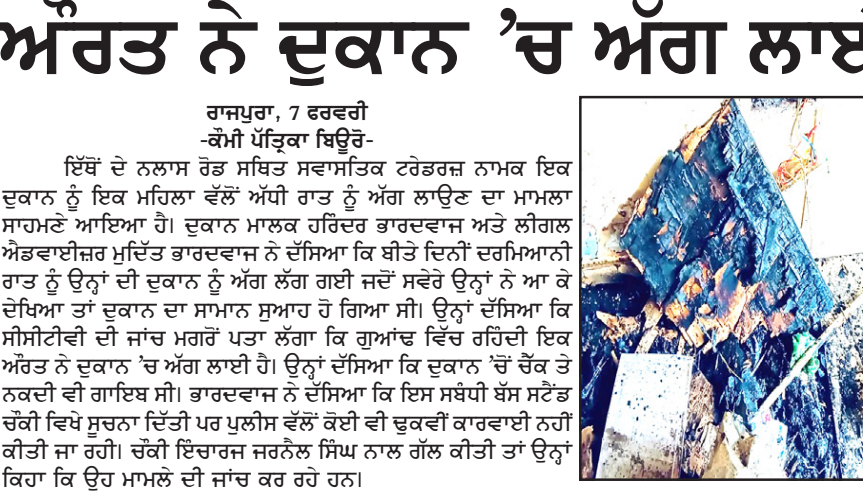 ਔਰਤ ਨੇ ਦੁਕਾਨ ’ਚ ਅੱਗ ਲਾਈ
ਰਾਜਪੁਰਾ, 7 ਫਰਵਰੀ
-ਕੌਮੀ ਪੱਤ੍ਰਿਕਾ ਬਿਊਰੋ-
ਇੱਥੋਂ ਦੇ ਨਲਾਸ ਰੋਡ ਸਥਿਤ ਸਵਾਸਤਿਕ ਟਰੇਡਰਜ਼ ਨਾਮਕ ਇਕ
ਦੁਕਾਨ ਨੂੰ ਇਕ ਮਹਿਲਾ ਵੱਲੋਂ ਅੱਧੀ ਰਾਤ ਨੂੰ ਅੱਗ ਲਾਉਣ ਦਾ ਮਾਮਲਾ
ਸਾਹਮਣੇ ਆਇਆ ਹੈ। ਦੁਕਾਨ ਮਾਲਕ ਹਰਿੰਦਰ ਭਾਰਦਵਾਜ ਅਤੇ ਲੀਗਲ
ਐਡਵਾਈਜ਼ਰ ਮੁਦਿੱਤ ਭਾਰਦਵਾਜ ਨੇ ਦੱਸਿਆ ਕਿ ਬੀਤੇ ਦਿਨੀਂ ਦਰਮਿਆਨੀ
ਰਾਤ ਨੂੰ ਉਨ੍ਹਾਂ ਦੀ ਦੁਕਾਨ ਨੂੰ ਅੱਗ ਲੱਗ ਗਈ ਜਦੋਂ ਸਵੇਰੇ ਉਨ੍ਹਾਂ ਨੇ ਆ ਕੇ
ਦੇਖਿਆ ਤਾਂ ਦੁਕਾਨ ਦਾ ਸਾਮਾਨ ਸੁਆਹ ਹੋ ਗਿਆ ਸੀ। ਉਨ੍ਹਾਂ ਦੱਸਿਆ ਕਿ
ਸੀਸੀਟੀਵੀ ਦੀ ਜਾਂਚ ਮਗਰੋਂ ਪਤਾ ਲੱਗਾ ਕਿ ਗੁਆਂਢ ਵਿੱਚ ਰਹਿੰਦੀ ਇਕ
ਔਰਤ ਨੇ ਦੁਕਾਨ ’ਚ ਅੱਗ ਲਾਈ ਹੈ। ਉਨ੍ਹਾਂ ਦੱਸਿਆ ਕਿ ਦੁਕਾਨ ’ਚੋਂ ਚੈੱਕ ਤੇ
ਨਕਦੀ ਵੀ ਗਾਇਬ ਸੀ। ਭਾਰਦਵਾਜ ਨੇ ਦੱਸਿਆ ਕਿ ਇਸ ਸਬੰਧੀ ਬੱਸ ਸਟੈਂਡ
ਚੌਕੀ ਵਿਖੇ ਸੂਚਨਾ ਦਿੱਤੀ ਪਰ ਪੁਲੀਸ ਵੱਲੋਂ ਕੋਈ ਵੀ ਢੁਕਵੀਂ ਕਾਰਵਾਈ ਨਹੀਂ
ਕੀਤੀ ਜਾ ਰਹੀ। ਚੌਕੀ ਇੰਚਾਰਜ ਜਰਨੈਲ ਸਿੰਘ ਨਾਲ ਗੱਲ ਕੀਤੀ ਤਾਂ ਉਨ੍ਹਾਂ
ਕਿਹਾ ਕਿ ਉਹ ਮਾਮਲੇ ਦੀ ਜਾਂਚ ਕਰ ਰਹੇ ਹਨ।